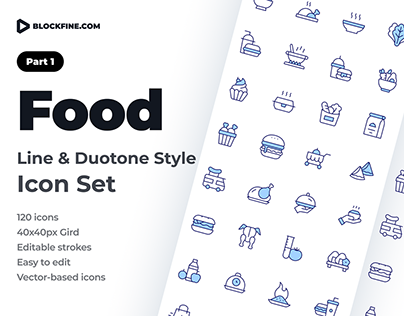 BLOCKFINE.COM
Part 1
Food
Line & Duotone Style
Icon Set
120 icons
40x40px Gird
Editable strokes
Easy to edit
Vector-based icons